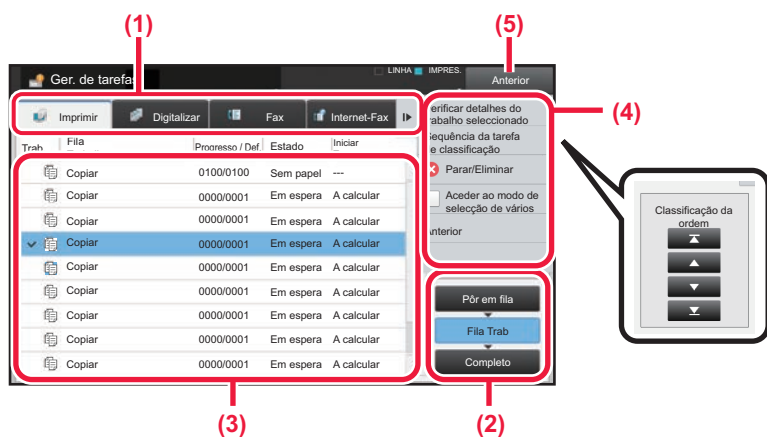 (1)
(5)
LINHA IMPRES.
Ger. de tarefas
Anterior
Imprimir Digitalizar Fax Internet-Fax
(4)
Verificar detalhes do
trabalho seleccionado
Sequência da tarefa
de classificação
Parar/Eliminar
Aceder ao modo de
selecção de vários
Anterior
Trab Fila Progresso / Def. Estado Iniciar
Copiar 0100/0100 Sem papel ---
Copiar 0000/0001 Em espera A calcular
Copiar 0000/0001 Em espera A calcular
Copiar 0000/0001 Em espera A calcular
Copiar 0000/0001 Em espera A calcular
Copiar 0000/0001 Em espera A calcular
Copiar 0000/0001 Em espera A calcular
Copiar 0000/0001 Em espera A calcular
Copiar 0000/0001 Em espera A calcular
Pôr em fila
Fila Trab
Completo
Classificação da
ordem
(3)
(2)